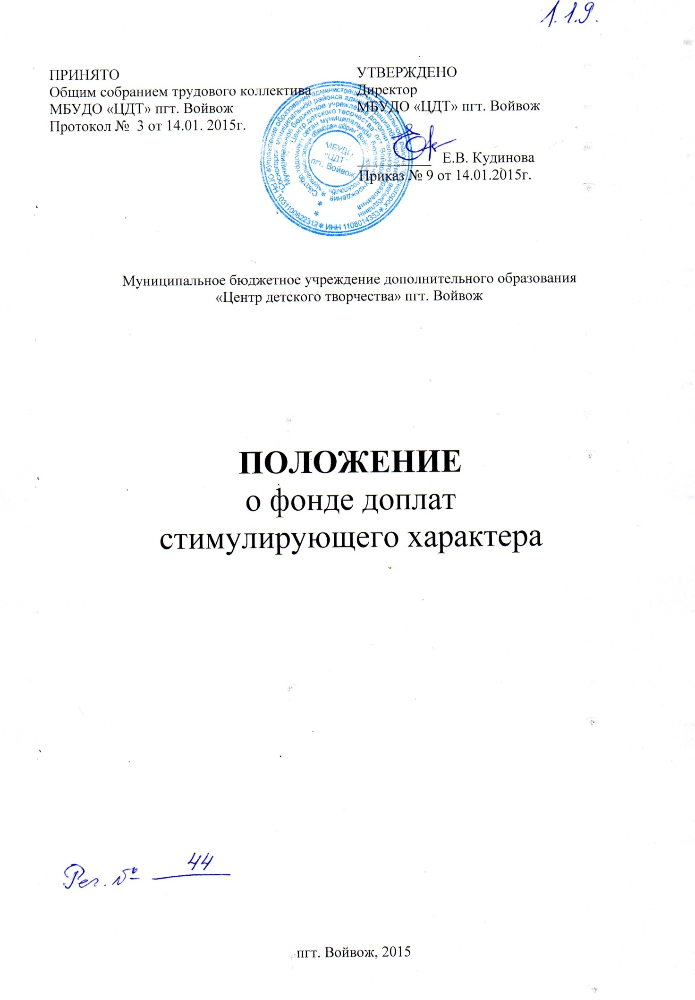 1.1.9.
ПРИНЯТО
Общим собранием трудового коллектива
МБУДО «ЦДТ» пгт. Войвож
Протокол № 3 от 14.01. 2015г.
УТВЕРЖДЕНО
Директор
МБУДО «ЦДТ» пгт. Войвож
Е.В. Кудинова
Приказ № 9 от 14.01.2015г.
МБУДО
"ЦДТ"
пгт. Войвож
ОГРН 1031100822312 * ИНН 1108014353 *
Муниципальное бюджетное учреждение дополнительного образования
«Центр детского творчества» пгт. Войвож
ПОЛОЖЕНИЕ
о фонде доплат
стимулирующего характера
Рег. № 44
пгт. Войвож, 2015